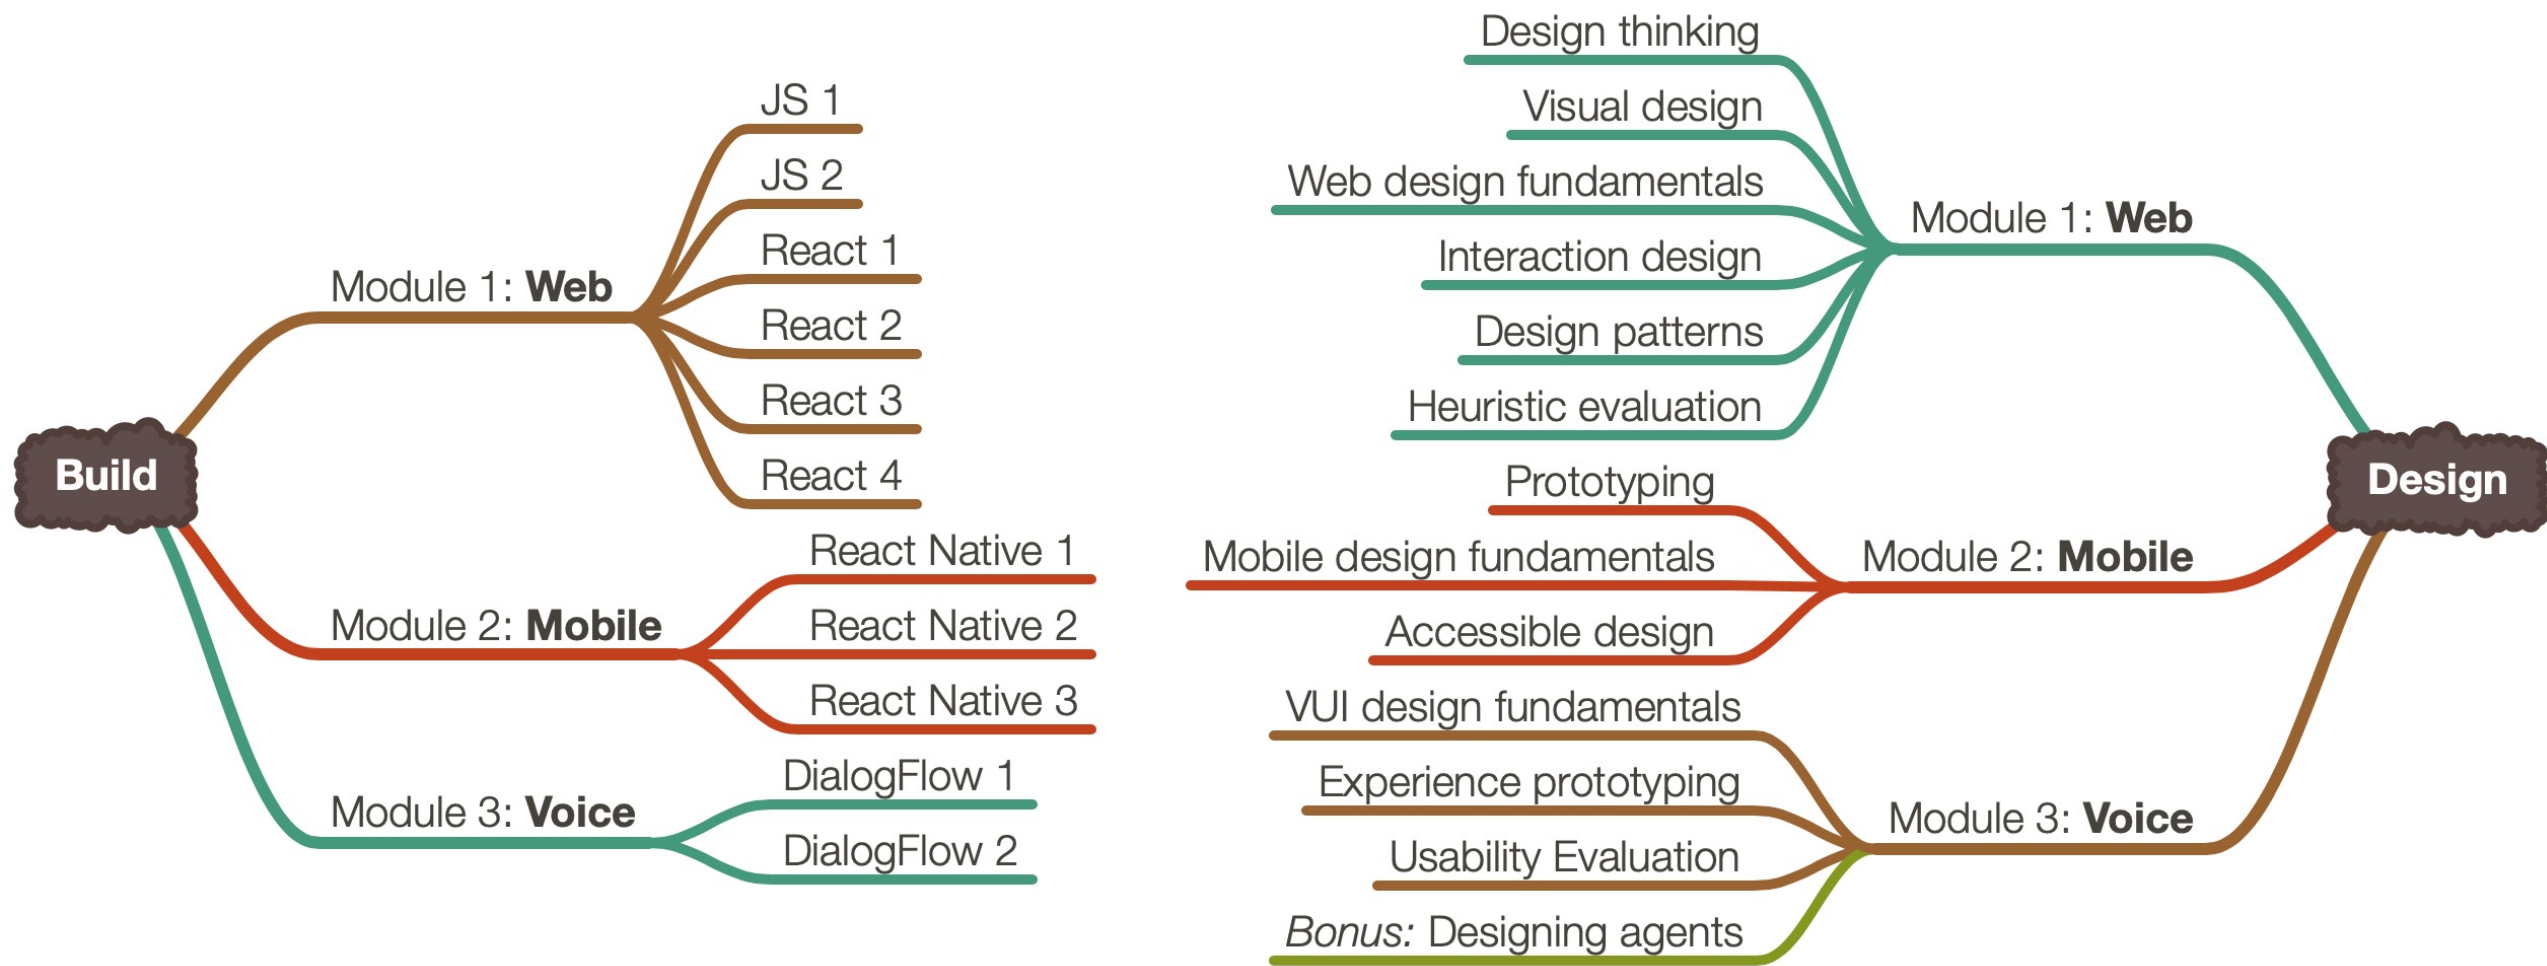 Build
Module 1: Web
JS 1
JS 2
React 1
React 2
React 3
React 4
Module 2: Mobile
React Native 1
React Native 2
React Native 3
Module 3: Voice
DialogFlow 1
DialogFlow 2
Design
Module 1: Web
Design thinking
Visual design
Web design fundamentals
Interaction design
Design patterns
Heuristic evaluation
Module 2: Mobile
Prototyping
Mobile design fundamentals
Accessible design
Module 3: Voice
VUI design fundamentals
Experience prototyping
Usability Evaluation
Bonus: Designing agents